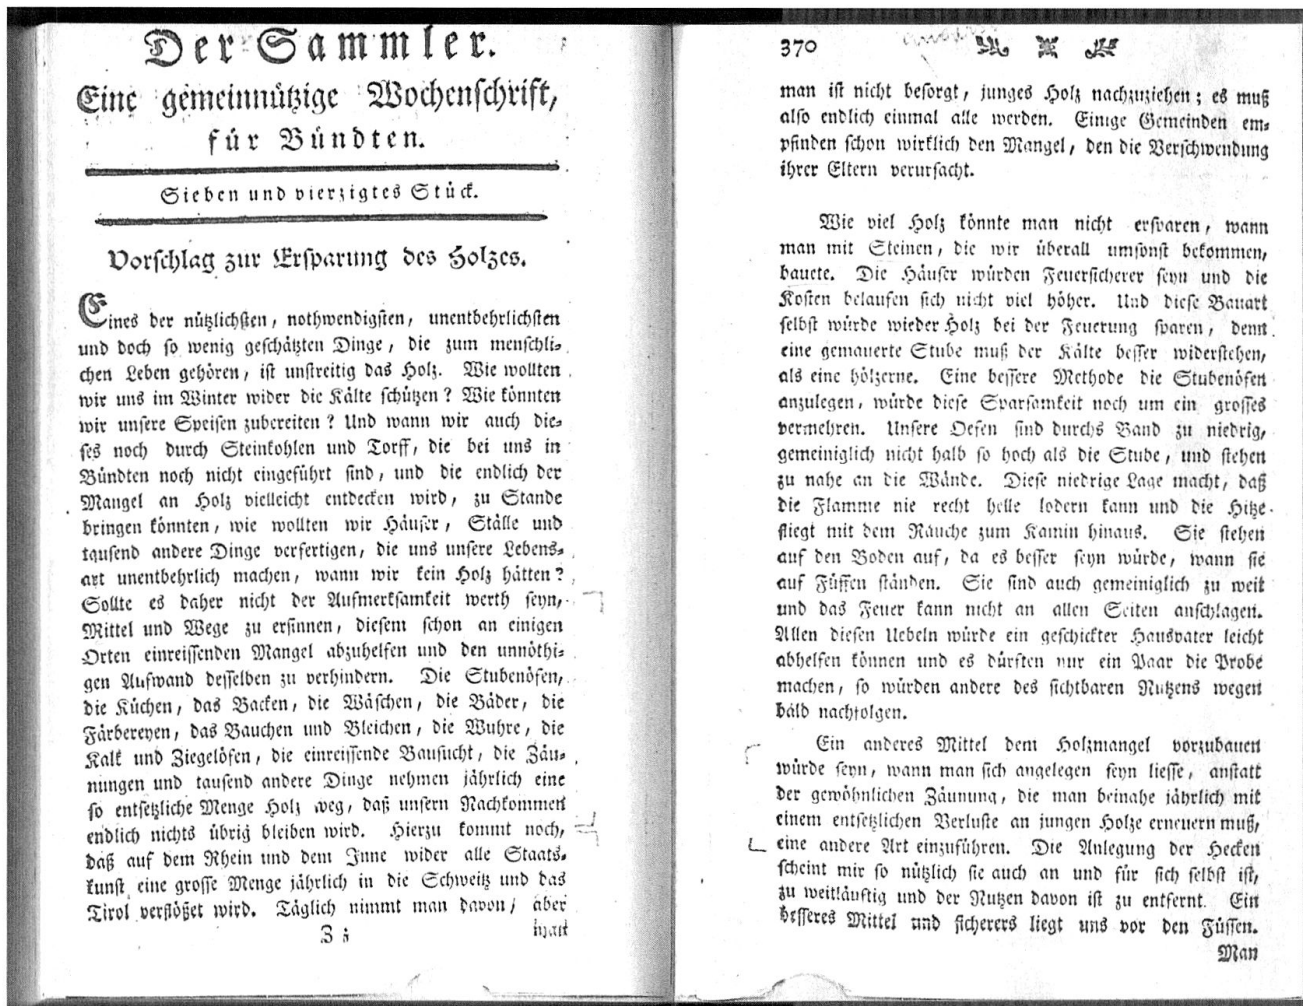 Der Sammler.
Eine gemeinnützige Wochenschrift,
für Bündten.
Sieben und vierzigtes Stück.
Vorschlag zur Ersparung des Holzes.
Eines der nützlichsten, nothwendigsten, unentbehrlichsten
und doch so wenig geschätzten Dinge, die zum menschli-
chen Leben gehören, ist unstreitig das Holz. Wie wollten
wir uns im Winter wider die Kälte schützen? Wie könnten
wir unsere Speisen zubereiten? Und wann wir auch die-
ses noch durch Steinkohlen und Torff, die bei uns in
Bündten noch nicht eingeführt sind, und die endlich der
Mangel an Holz vielleicht entdecken wird, zu Stande
bringen könnten, wie wollten wir Häuser, Ställe und
tausend andere Dinge verfertigen, die uns unsere Lebens-
art unentbehrlich machen, wann wir kein Holz hätten?
Sollte es daher nicht der Aufmerksamkeit werth seyn,
Mittel und Wege zu ersinnen, diesem schon an einigen
Orten einreissenden Mangel abzuhelfen und den unnöthi-
gen Aufwand desselben zu verhindern. Die Stubenöfen,
die Küchen, das Backen, die Wäschen, die Bäder, die
Färbereyen, das Bauchen und Bleichen, die Wuhre, die
Kalk und Ziegelöfen, die einreissende Bausucht, die Zäu-
nungen und tausend andere Dinge nehmen jährlich eine
so entsetzliche Menge Holz weg, daß unsern Nachkommen
endlich nichts übrig bleiben wird. Hierzu kommt noch,
daß auf dem Rhein und dem Inne wider alle Staats-
kunst eine grosse Menge jährlich in die Schweitz und das
Tirol verflößet wird. Täglich nimmt man davon, aber
man
370
man ist nicht besorgt, junges Holz nachzuziehen; es muß
also endlich einmal alle werden. Einige Gemeinden em-
pfinden schon wirklich den Mangel, den die Verschwendung
ihrer Eltern verursacht.
Wie viel Holz könnte man nicht ersparen, wann
man mit Steinen, die wir überall umsonst bekommen,
bauete. Die Häuser würden Feuersicherer seyn und die
Kosten belaufen sich nicht viel höher. Und diese Bauart
selbst würde wieder Holz bei der Feuerung sparen, denn
eine gemauerte Stube muß der Kälte besser widerstehen,
als eine hölzerne. Eine bessere Methode die Stubenöfen
anzulegen, würde diese Sparsamkeit noch um ein grosses
vermehren. Unsere Oefen sind durchs Band zu niedrig,
gemeiniglich nicht halb so hoch als die Stube, und stehen
zu nahe an die Wände. Diese niedrige Lage macht, daß
die Flamme nie recht helle lodern kann und die Hitze
fliegt mit dem Rauche zum Kamin hinaus. Sie stehen
auf den Boden auf, da es besser seyn würde, wann sie
auf Füssen ständen. Sie sind auch gemeiniglich zu weit
und das Feuer kann nicht an allen Seiten anschlagen.
Allen diesen Uebeln würde ein geschickter Hausvater leicht
abhelfen können und es dürften nur ein Paar die Probe
machen, so würden andere des sichtbaren Nutzens wegen
bald nachfolgen.
Ein anderes Mittel dem Holzmangel vorzubauen
würde seyn, wann man sich angelegen seyn liesse, anstatt
der gewöhnlichen Zäunung, die man beinahe jährlich mit
einem entsetzlichen Verluste an jungen Holze erneuern muß,
eine andere Art einzuführen. Die Anlegung der Hecken
scheint mir so nützlich sie auch an und für sich selbst ist,
zu weitläuftig und der Nutzen davon ist zu entfernt. Ein
besseres Mittel und sicherers liegt uns vor den Füssen.
Man